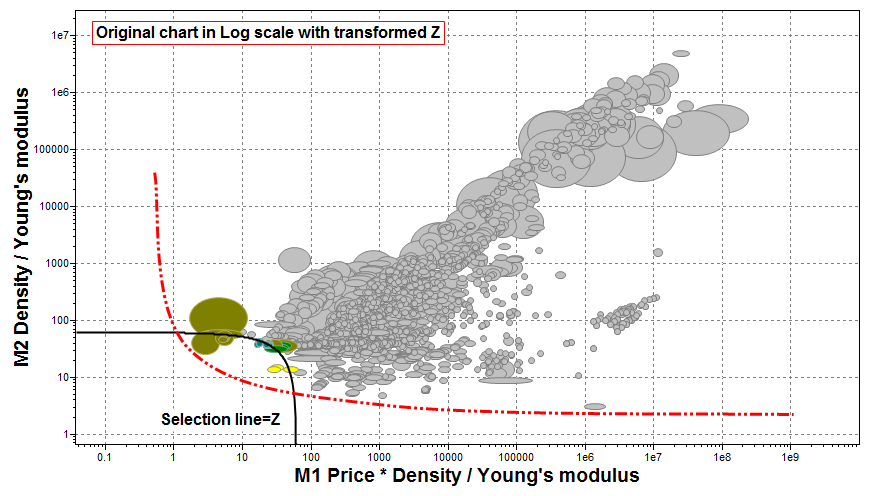 Original chart in Log scale with transformed Z
M2 Density / Young's modulus
1e7
1e6
100000
10000
1000
100
10
1
Selection line=Z
0.1 1 10 100 1000 10000 100000 1e6 1e7 1e8 1e9
M1 Price * Density / Young's modulus